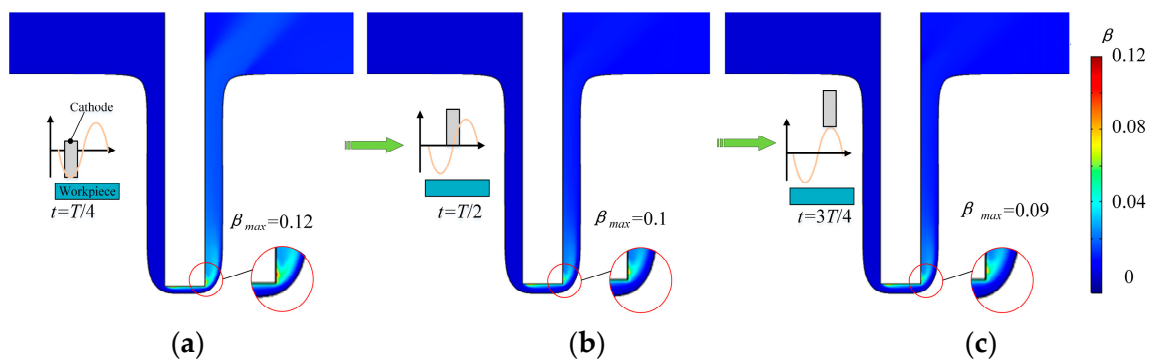 Cathode
Workpiece
t=T/4
β max=0.12
(a)
t=T/2
β max=0.1
(b)
t=3T/4
β max=0.09
(c)
β
0.12
0.08
0.04
0